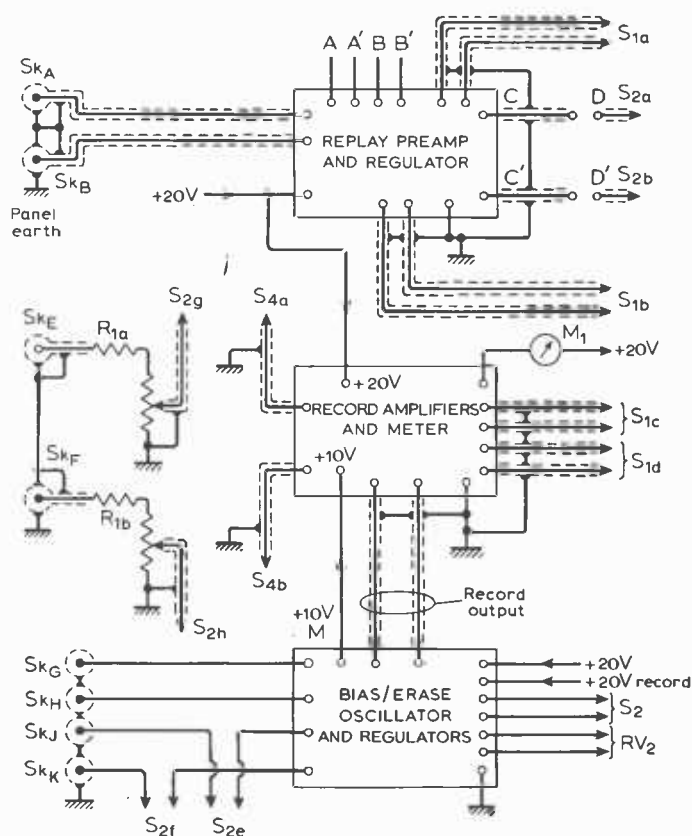 S1a
A A' B B'
SkA
C D S2a
REPLAY PREAMP
AND REGULATOR
SkB
C' D' S2b
Panel
earth
+20V
S1b
S2g S4a
SkE R1a
M1
+20V
+20V
RECORD AMPLIFIERS
AND METER
S1c
SkF
+10V
S1d
R1b
S4b
Record
output
S2h
+10V
M
SkG
+20V
BIAS/ERASE
OSCILLATOR
AND REGULATORS
+20V record
SkH
S2
SkJ
RV2
SkK
S2f S2e